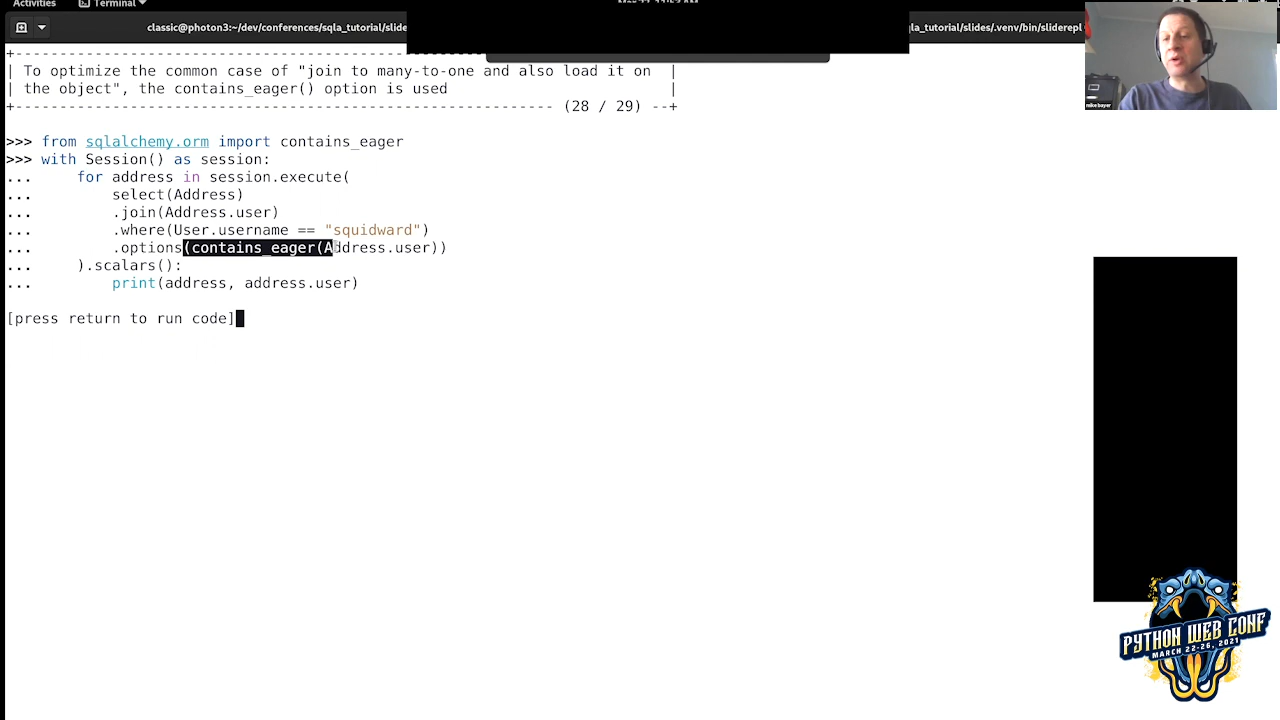 Activities
Terminal
classic@photon3:~/dev/conferences/sqla_tutorial/slide
la_tutorial/slides/.venv/bin/sliderepl
+-------------------------------------------------
| To optimize the common case of "join to many-to-one and also load it on |
| the object", the contains_eager() option is used |
+------------------------------------------------------------- (28 / 29) --+
>>> from sqlalchemy.orm import contains_eager
>>> with Session() as session:
... for address in session.execute(
... select(Address)
... .join(Address.user)
... .where(User.username == "squidward")
... .options(contains_eager(Address.user))
... ).scalars():
... print(address, address.user)
[press return to run code]
mike bayer
PYTHON WEB CONF
MARCH 22-26, 2021